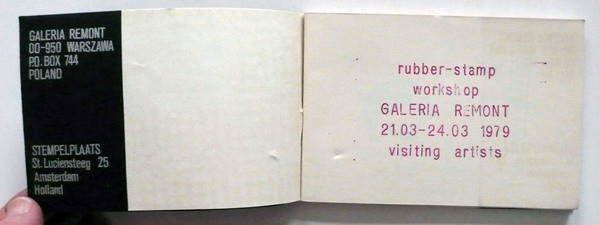 GALERIA REMONT
00-950 WARSZAWA
P.O. BOX 744
POLAND
STEMPELPLAATS
St. Luciensteeg 25
Amsterdam
Holland
rubber-stamp
workshop
GALERIA REMONT
21.03-24.03 1979
visiting artists